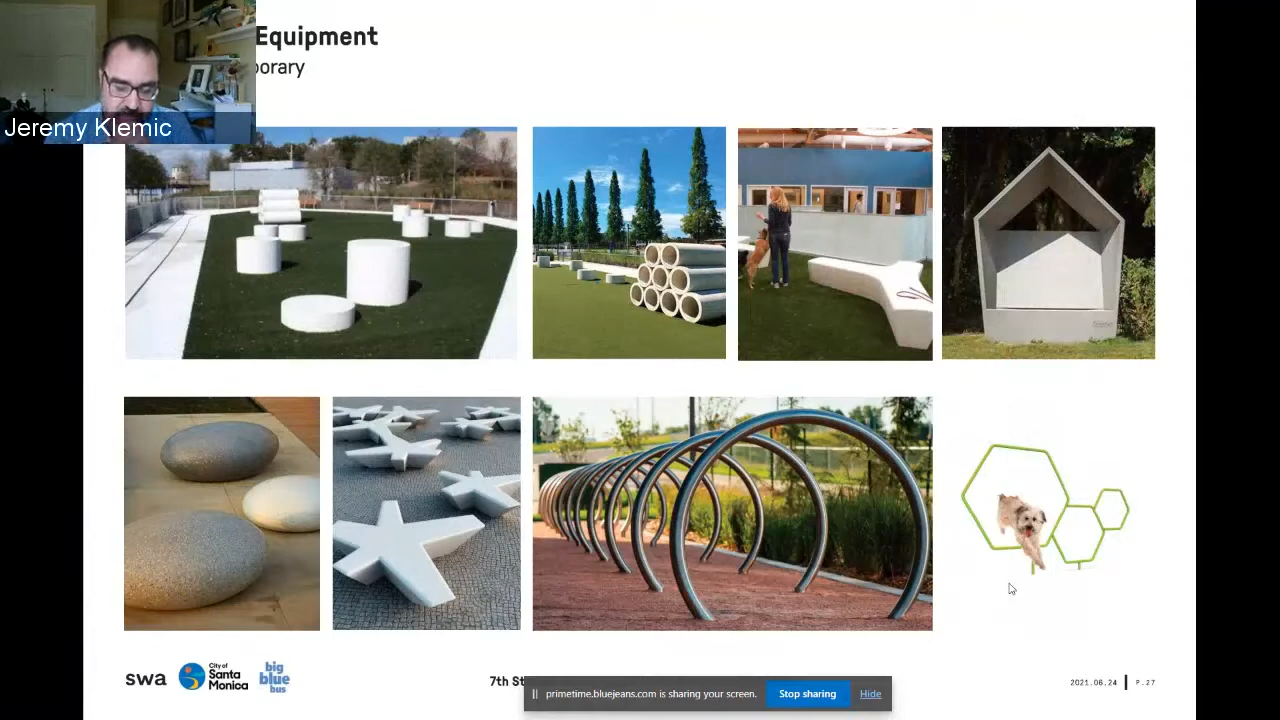 Equipment
orary
Jeremy Klemic
swa
City of
Santa
Monica
big
blue
bus
7th St
primetime.bluejeans.com is sharing your screen.
Stop sharing
Hide
2021.06.24
P.27